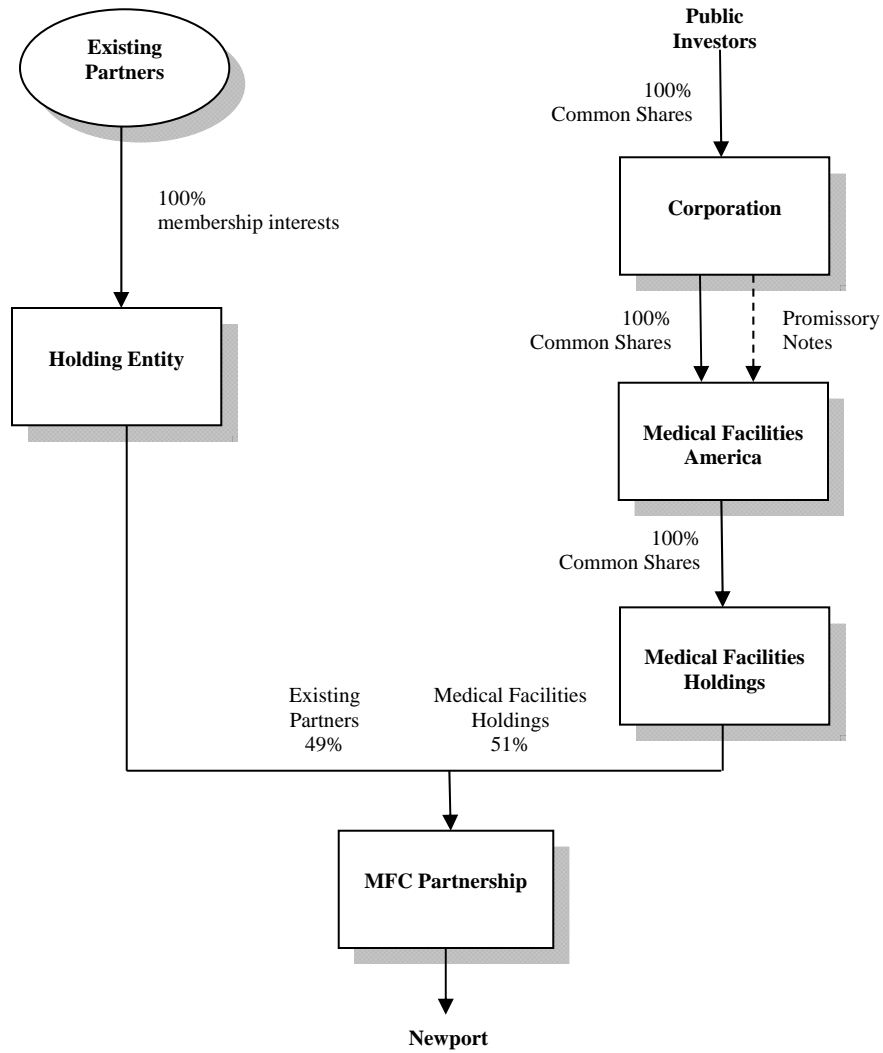 Existing
Partners
100%
membership interests
Holding Entity
Public
Investors
100%
Common Shares
Corporation
100%
Common Shares
Promissory
Notes
Medical Facilities
America
100%
Common Shares
Medical Facilities
Holdings
Existing
Partners
49%
Medical Facilities
Holdings
51%
MFC Partnership
Newport